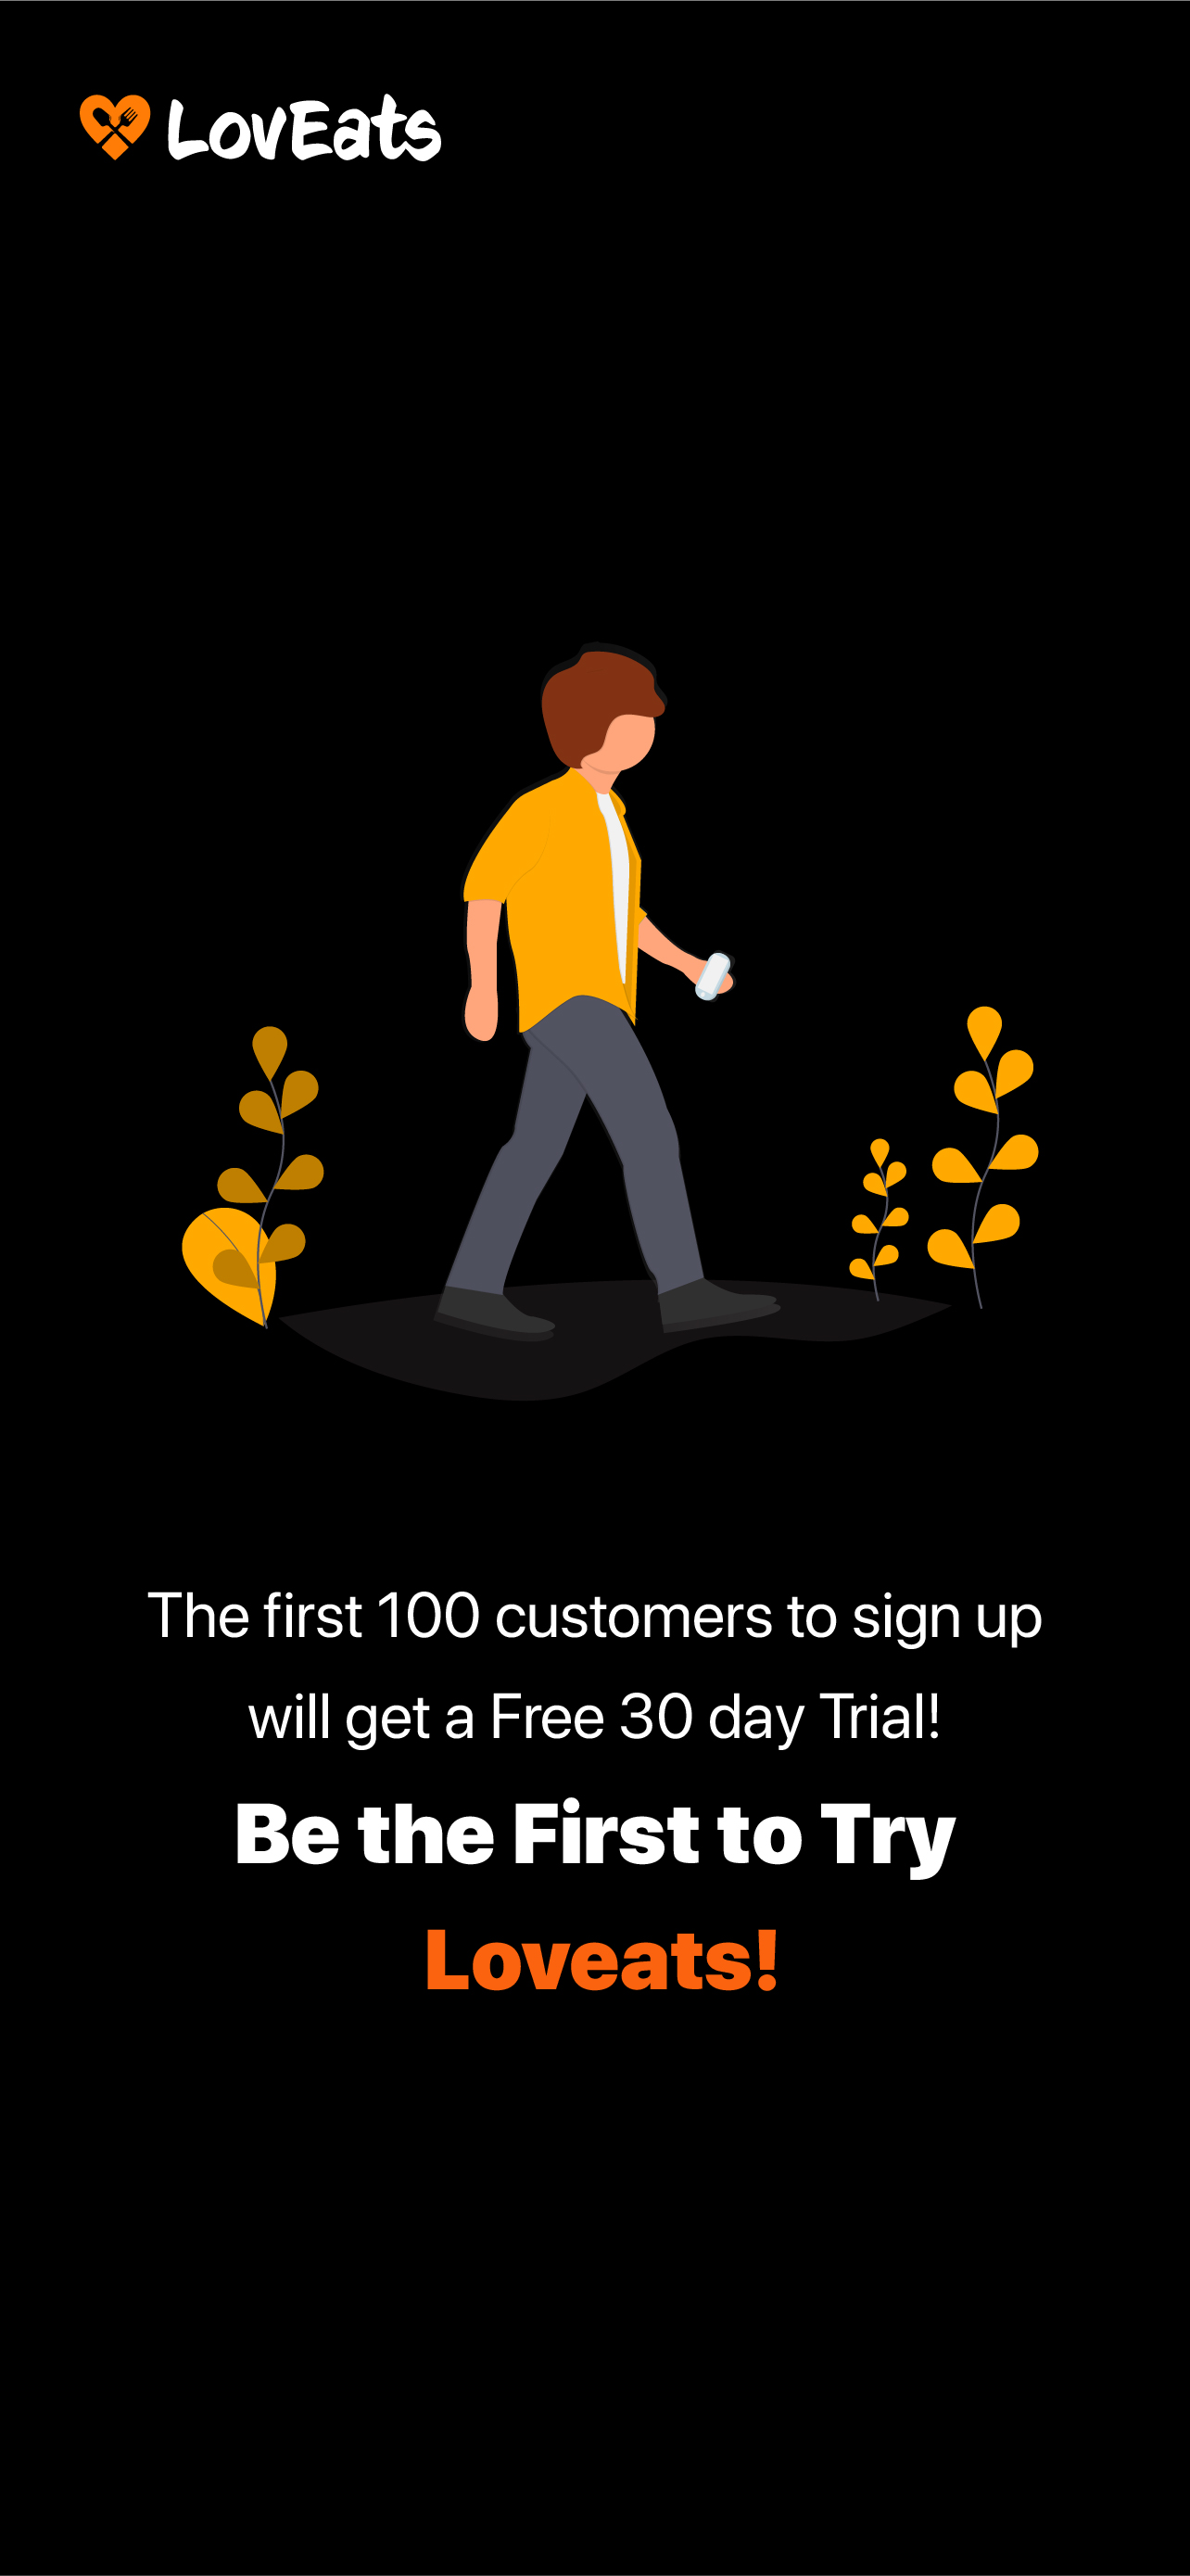 LovEats
The first 100 customers to sign up
will get a Free 30 day Trial!
Be the First to Try
Loveats!